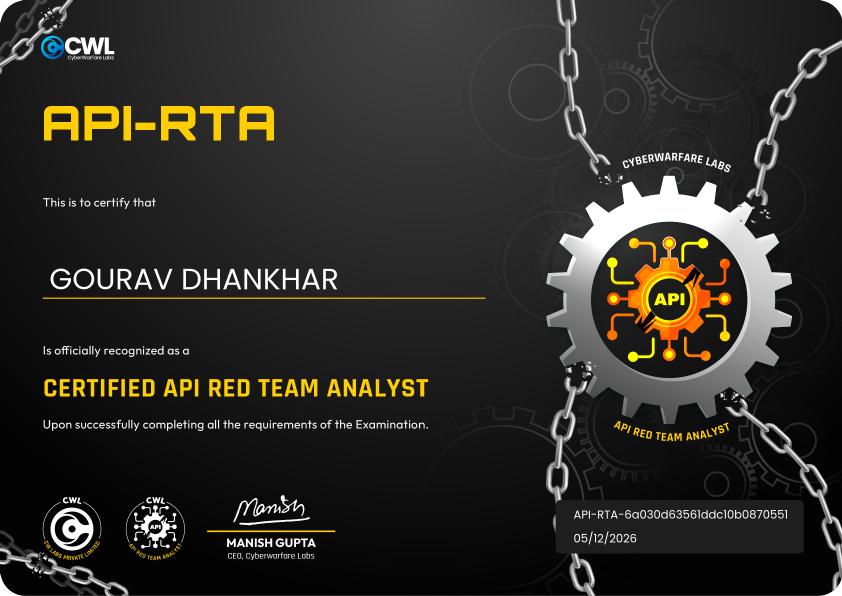 CWL
CyberWarFare Labs
API-RTA
This is to certify that
GOURAV DHANKHAR
Is officially recognized as a
CERTIFIED API RED TEAM ANALYST
Upon successfully completing all the requirements of the Examination.
CYBERWARFARE LABS
API
API RED TEAM ANALYST
CWL
CW LABS PRIVATE LIMITED
CWL
API
API RED TEAM ANALYST
Manish
MANISH GUPTA
CEO, Cyberwarfare Labs
API-RTA-6a030d63561ddc10b0870551
05/12/2026